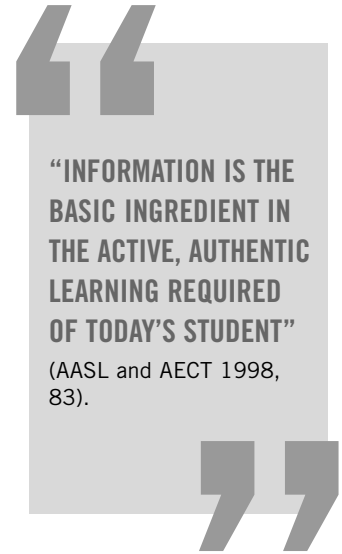 “INFORMATION IS THE
BASIC INGREDIENT IN
THE ACTIVE, AUTHENTIC
LEARNING REQUIRED
OF TODAY’S STUDENT”
(AASL and AECT 1998,
83).